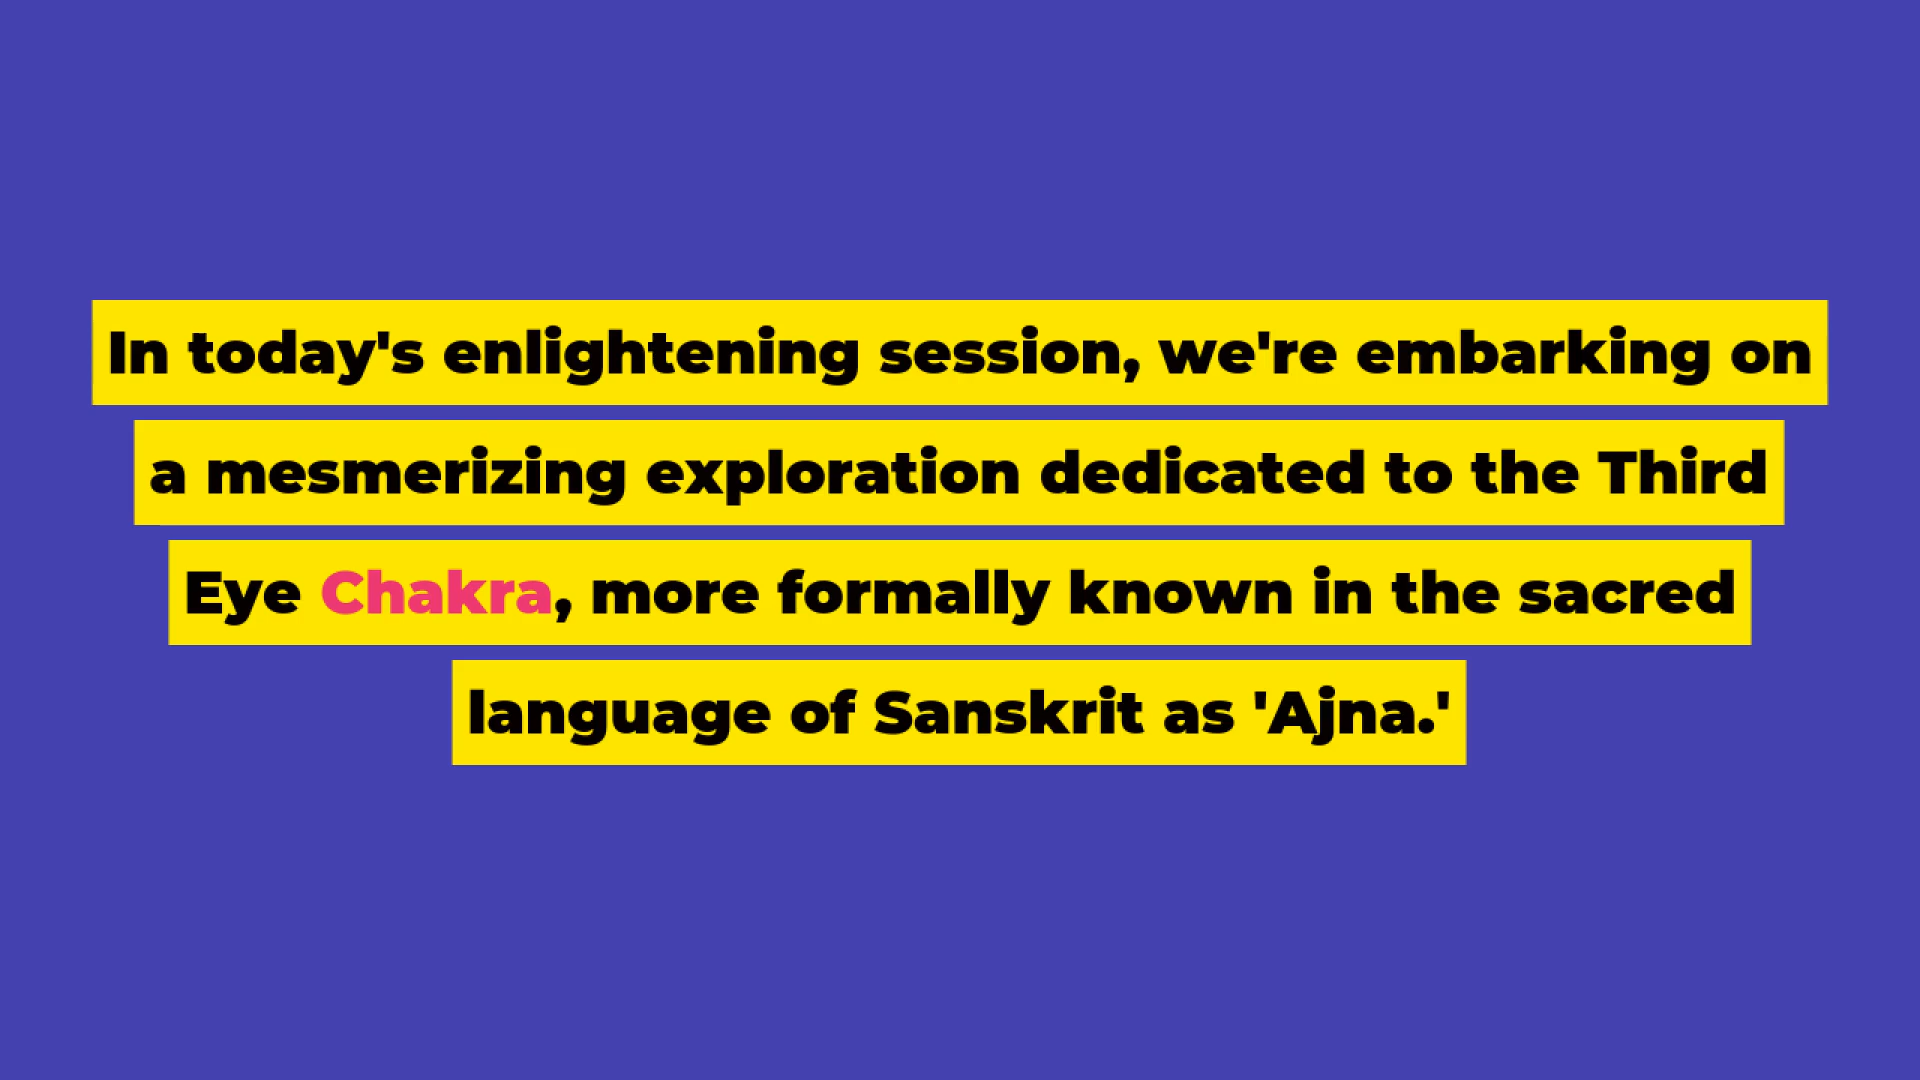 In today's enlightening session, we're embarking on
a mesmerizing exploration dedicated to the Third
Eye Chakra, more formally known in the sacred
language of Sanskrit as 'Ajna.'